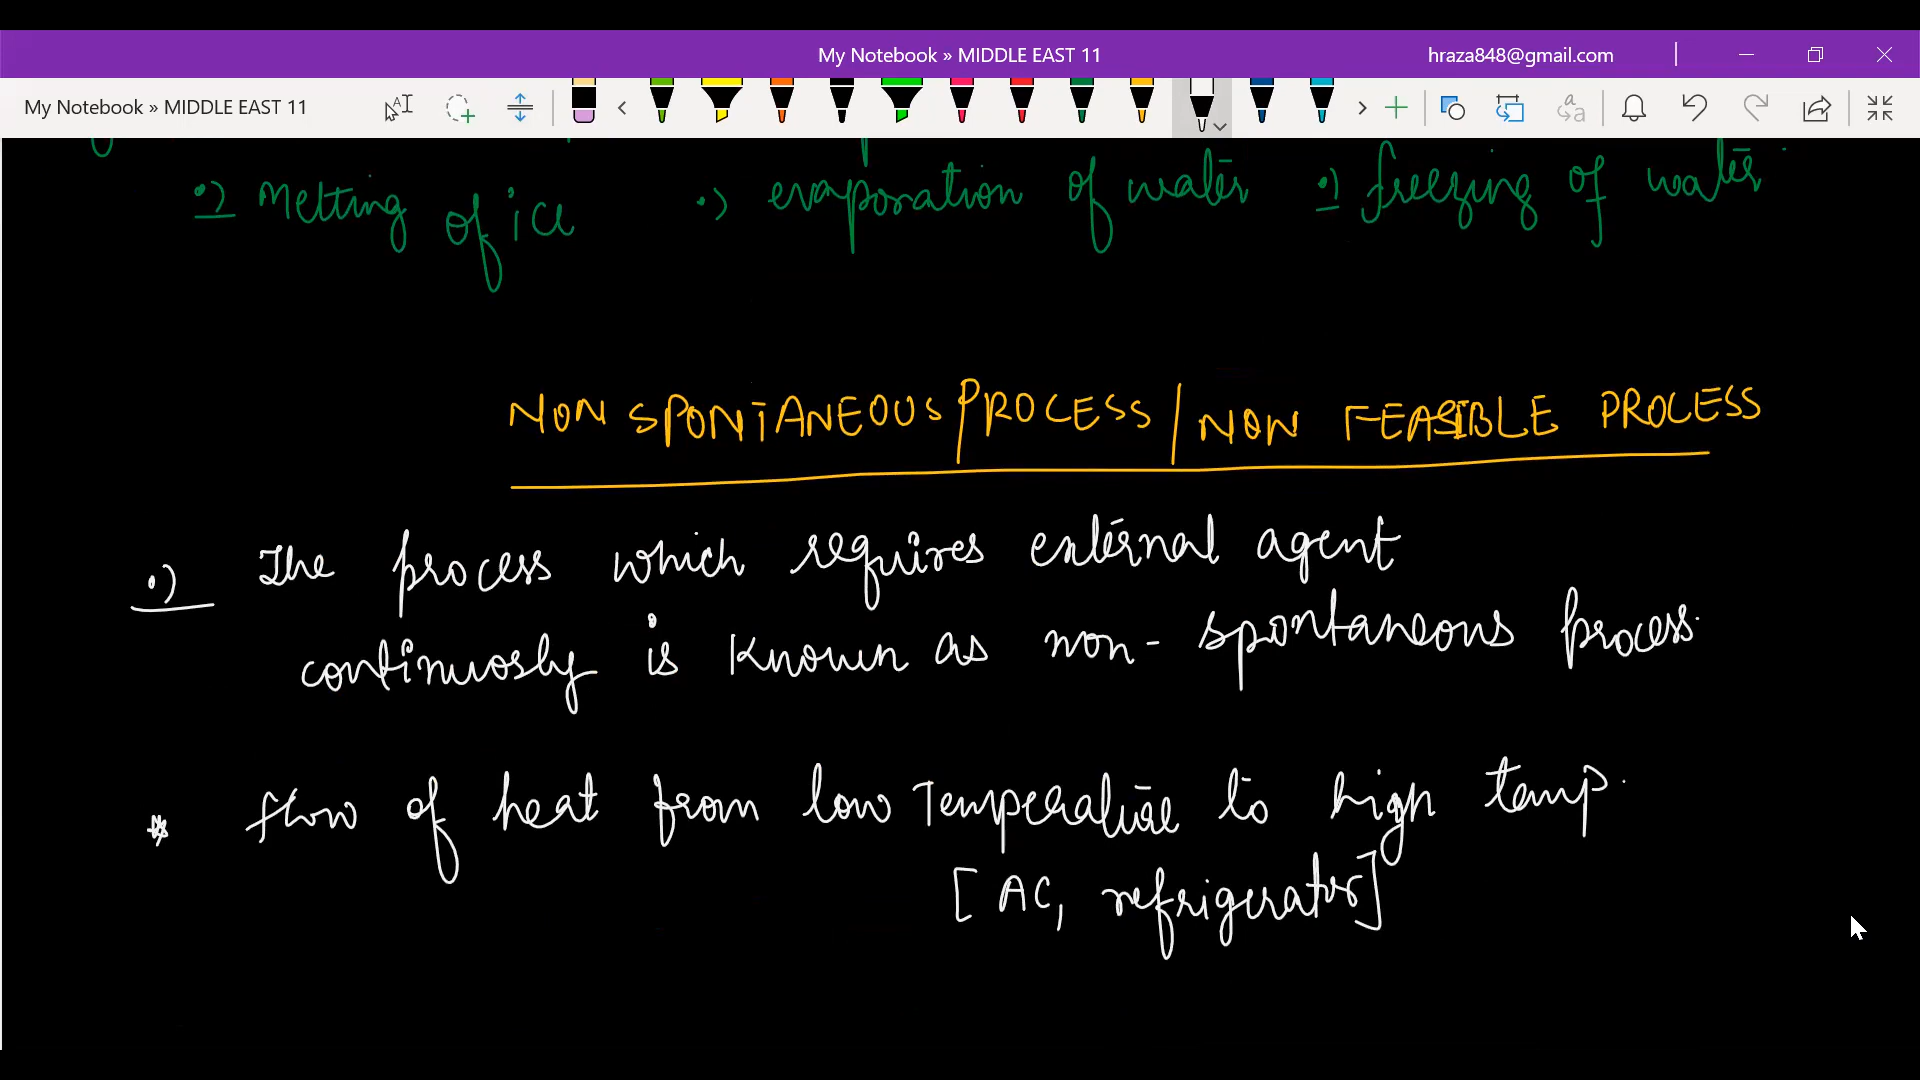 My Notebook » MIDDLE EAST 11
hraza848@gmail.com
My Notebook » MIDDLE EAST 11
•) Melting of ice •) evaporation of water •) freezing of water
NON SPONTANEOUS PROCESS / NON FEASIBLE PROCESS
•) The process which requires external agent
continuosly is known as non-spontaneous process.
* flow of heat from low Temperature to high temp.
[AC, refrigerator]